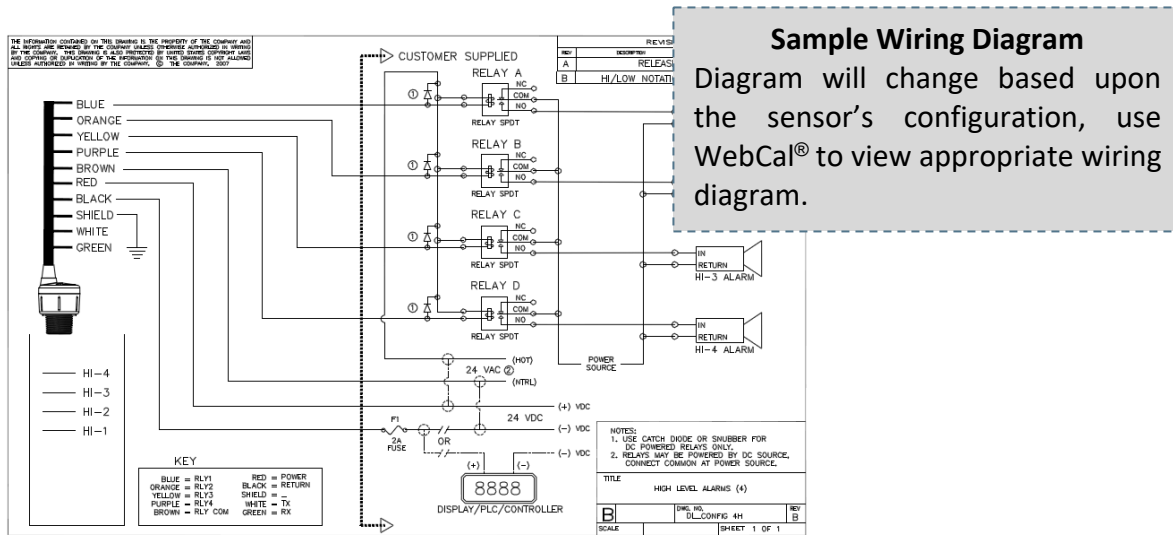 THE INFORMATION CONTAINED ON THIS DRAWING IS THE PROPERTY OF THE COMPANY AND
ALL RIGHTS ARE RETAINED BY THE COMPANY UNLESS OTHERWISE AUTHORIZED IN WRITING
BY THE COMPANY. THIS DRAWING IS ALSO PROTECTED BY UNITED STATES COPYRIGHT LAWS
AND COPYING OR DUPLICATION OF THE INFORMATION ON THIS DRAWING IS NOT ALLOWED
UNLESS AUTHORIZED IN WRITING BY THE COMPANY. © THE COMPANY, 2007
Sample Wiring Diagram
Diagram will change based upon
the sensor's configuration, use
WebCal® to view appropriate wiring
diagram.
REVIS
REV DESCRIPTION
A RELEAS
B HI/LOW NOTATI
CUSTOMER SUPPLIED
BLUE
ORANGE
YELLOW
PURPLE
BROWN
RED
BLACK
SHIELD
WHITE
GREEN
RELAY A
1
NC
COM
NO
RELAY SPDT
RELAY B
1
NC
COM
NO
RELAY SPDT
RELAY C
1
NC
COM
NO
RELAY SPDT
RELAY D
1
NC
COM
NO
RELAY SPDT
IN
RETURN
HI-3 ALARM
IN
RETURN
HI-4 ALARM
POWER
SOURCE
(HOT)
24 VAC 2
(NTRL)
(+) VDC
24 VDC
(-) VDC
(-) VDC
F1
2A
FUSE
OR
(+) (-)
8888
DISPLAY/PLC/CONTROLLER
HI-4
HI-3
HI-2
HI-1
KEY
BLUE = RLY1
ORANGE = RLY2
YELLOW = RLY3
PURPLE = RLY4
BROWN = RLY COM
RED = POWER
BLACK = RETURN
SHIELD = ⏚
WHITE = TX
GREEN = RX
NOTES:
1. USE CATCH DIODE OR SNUBBER FOR
DC POWERED RELAYS ONLY.
2. RELAYS MAY BE POWERED BY DC SOURCE,
CONNECT COMMON AT POWER SOURCE.
TITLE
HIGH LEVEL ALARMS (4)
B
DWG. NO.
DL_CONFIG 4H
REV
B
SCALE
SHEET 1 OF 1